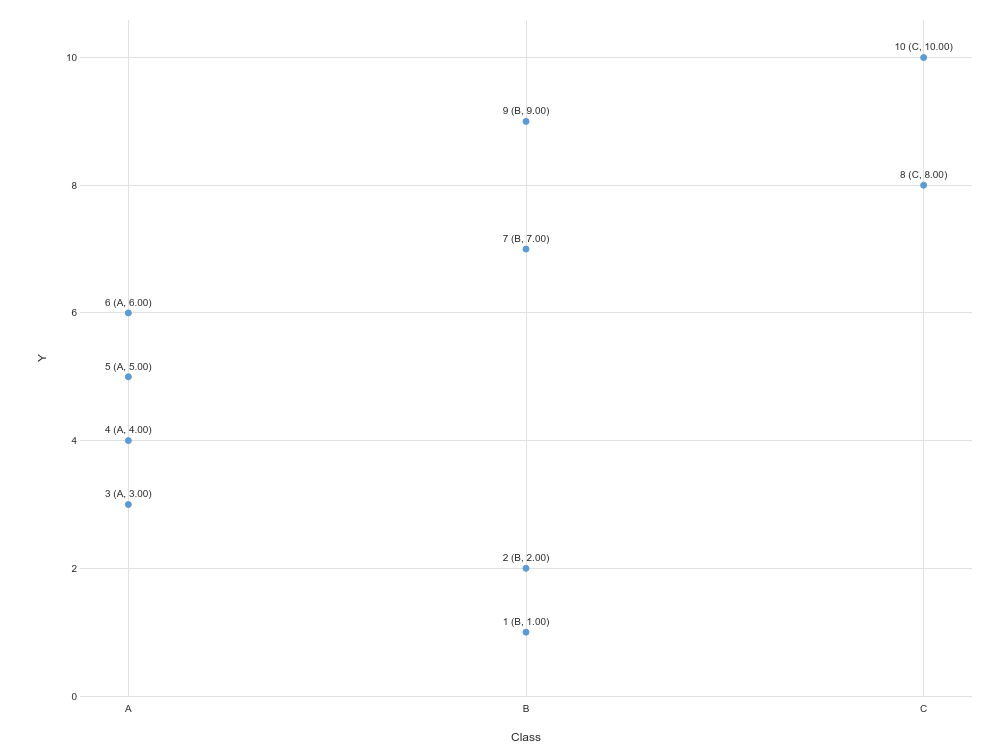 10 (C, 10.00)
10
9 (B, 9.00)
8 (C, 8.00)
8
7 (B, 7.00)
6 (A, 6.00)
6
Y
5 (A, 5.00)
4 (A, 4.00)
4
3 (A, 3.00)
2 (B, 2.00)
2
1 (B, 1.00)
0
A B C
Class